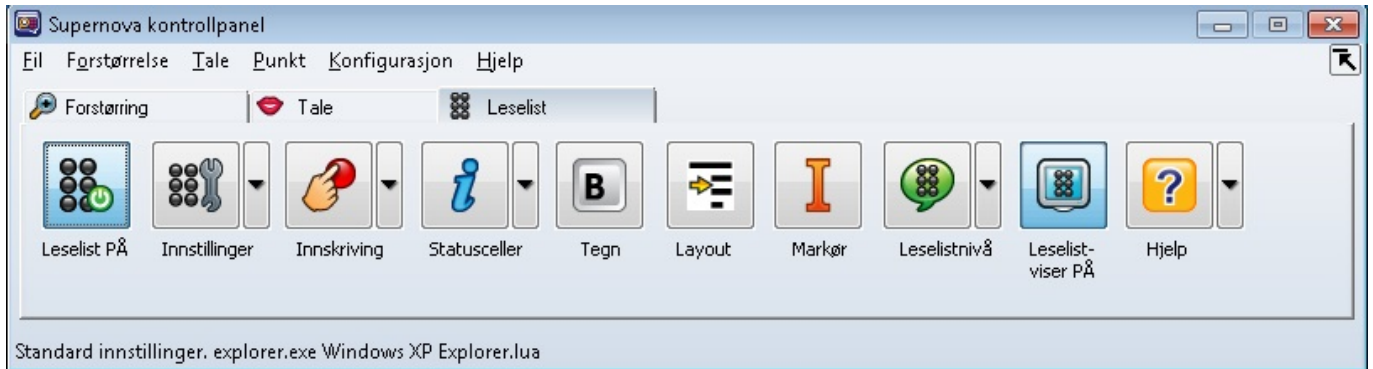 Supernova kontrollpanel
Fil Forstørrelse Tale Punkt Konfigurasjon Hjelp
Forstørring Tale Leselist
B
Leselist PÅ Innstillinger Innskriving Statusceller Tegn Layout Markør Leselistnivå Leselist-viser PÅ Hjelp
Standard innstillinger. explorer.exe Windows XP Explorer.lua